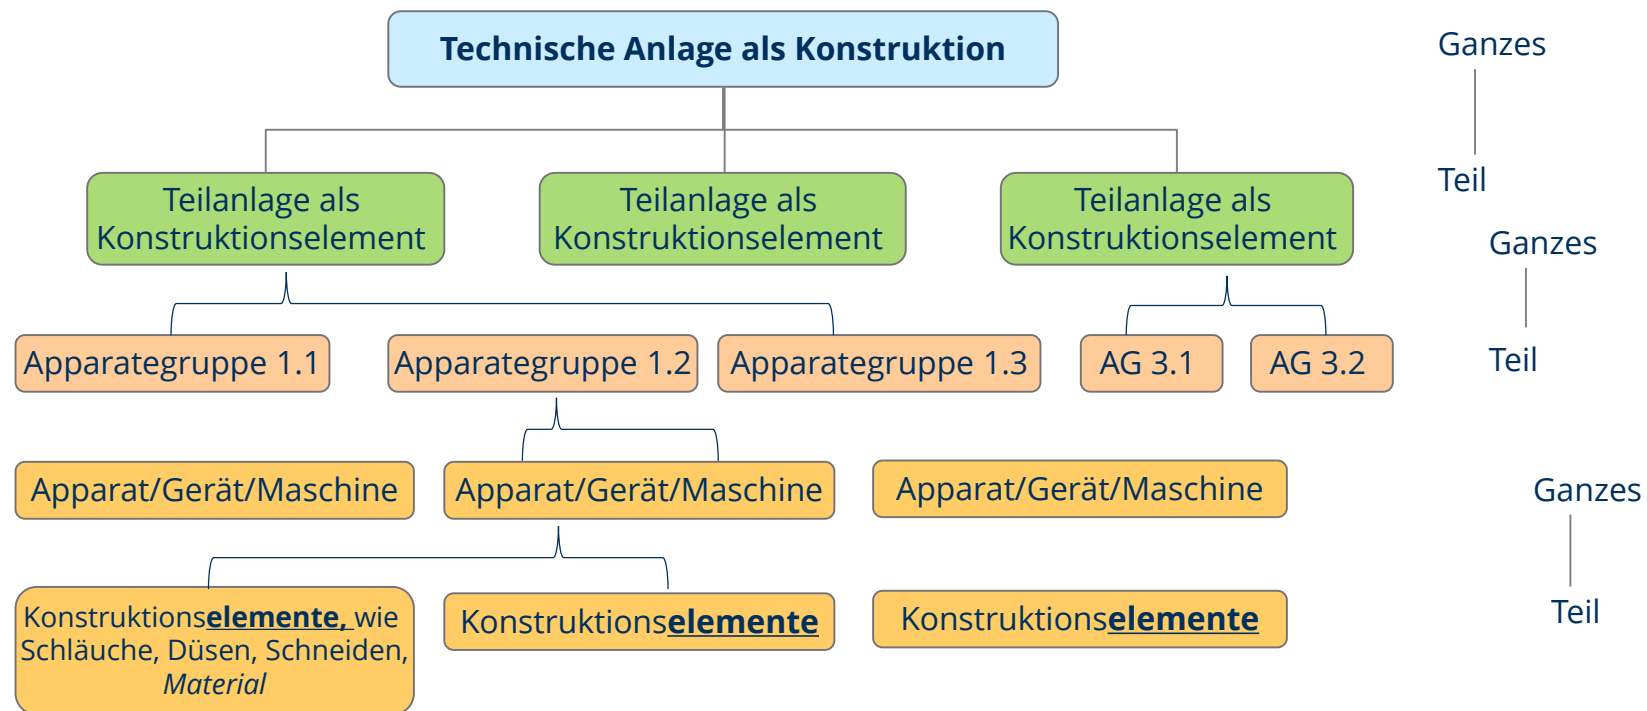 Technische Anlage als Konstruktion
Ganzes
Teil
Teilanlage als
Konstruktionselement
Teilanlage als
Konstruktionselement
Teilanlage als
Konstruktionselement
Ganzes
Teil
Apparategruppe 1.1
Apparategruppe 1.2
Apparategruppe 1.3
AG 3.1
AG 3.2
Apparat/Gerät/Maschine
Apparat/Gerät/Maschine
Apparat/Gerät/Maschine
Ganzes
Teil
Konstruktionselemente, wie
Schläuche, Düsen, Schneiden,
Material
Konstruktionselemente
Konstruktionselemente